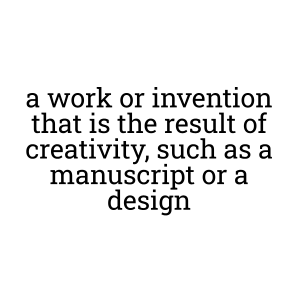 a work or invention
that is the result of
creativity, such as a
manuscript or a
design